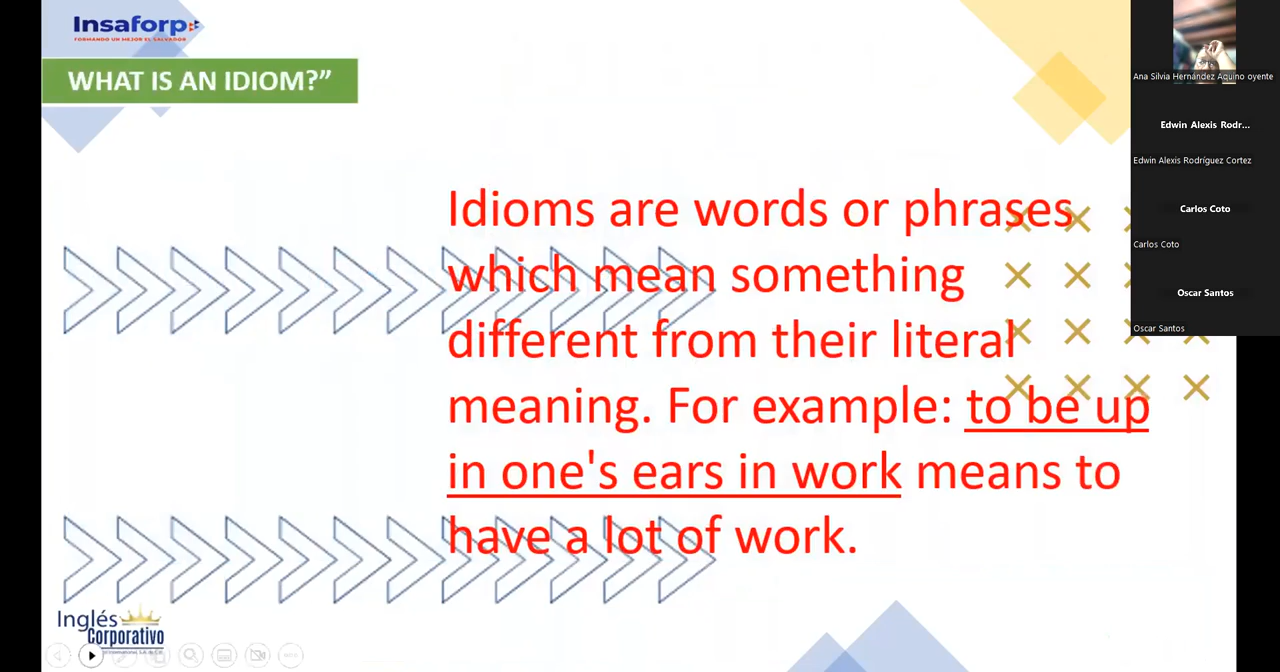 Insaforp
FORMANDO UN MEJOR EL SALVADOR
WHAT IS AN IDIOM?”
Idioms are words or phrases
which mean something
different from their literal
meaning. For example: to be up
in one's ears in work means to
have a lot of work.
Inglés
Corporativo
Ana Silvia Hernández Aquino oyente
Edwin Alexis Rodr...
Edwin Alexis Rodríguez Cortez
Carlos Coto
Carlos Coto
Oscar Santos
Oscar Santos